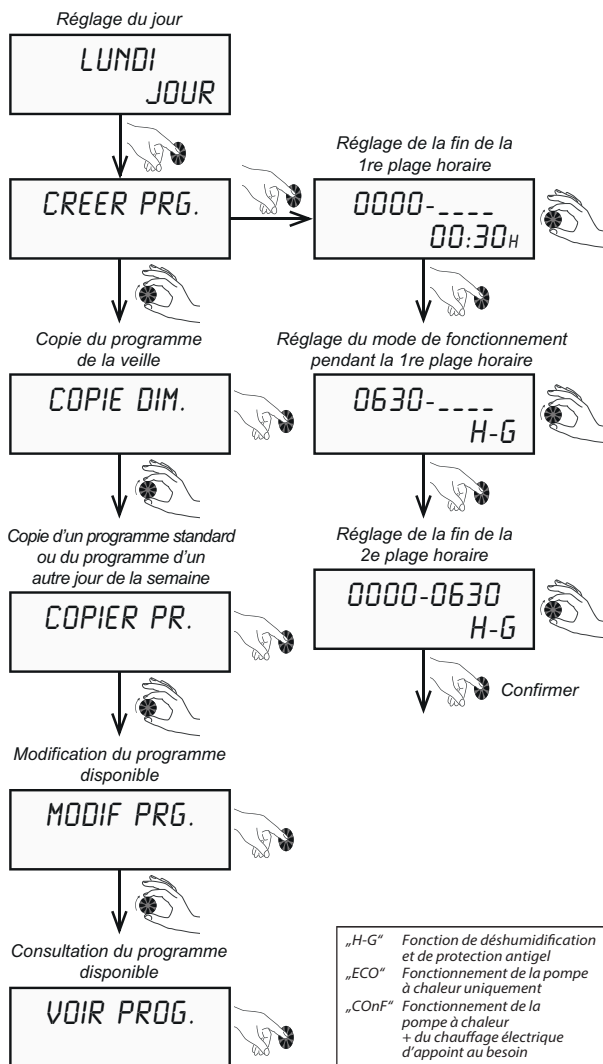 Réglage du jour
LUNDI
JOUR
CREER PRG.
Copie du programme
de la veille
COPIE DIM.
Copie d'un programme standard
ou du programme d'un
autre jour de la semaine
COPIER PR.
Modification du programme
disponible
MODIF PRG.
Consultation du programme
disponible
VOIR PROG.
Réglage de la fin de la
1re plage horaire
0000-____
00:30H
Réglage du mode de fonctionnement
pendant la 1re plage horaire
0630-____
H-G
Réglage de la fin de la
2e plage horaire
0000-0630
H-G
Confirmer
„H-G“ Fonction de déshumidification
et de protection antigel
„ECO“ Fonctionnement de la pompe
à chaleur uniquement
„COnF“ Fonctionnement de la
pompe à chaleur
+ du chauffage électrique
d'appoint au besoin